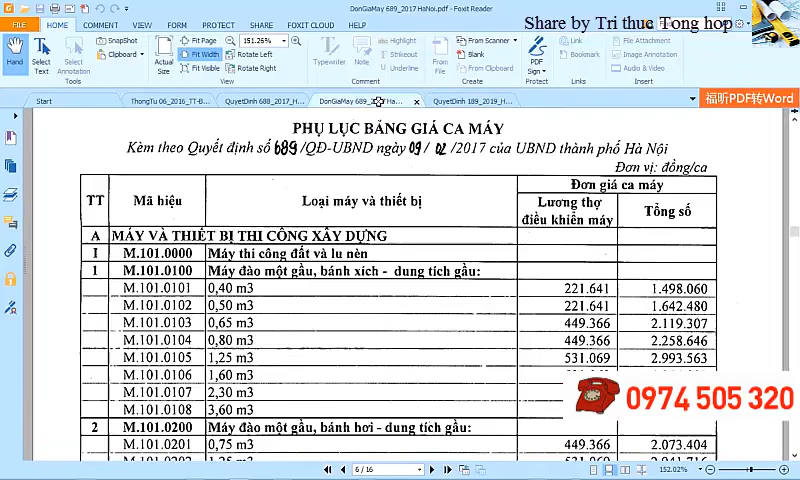 DonGiaMay 689_2017 HaNoi.pdf - Foxit Reader
Share by Tri thuc Tong hop
FILE HOME COMMENT VIEW FORM PROTECT SHARE FOXIT CLOUD HELP
Hand
Select Text
SnapShot
Clipboard
Select Annotation
Tools
Actual Size
151.26%
Fit Page
Fit Width
Fit Visible
Rotate Left
Rotate Right
View
Typewriter
Note
Highlight
Comment
From File
From Scanner
Blank
From Clipboard
Create
PDF Sign
Protect
Link
Bookmark
Links
File Attachment
Image Annotation
Audio & Video
Insert
Start
ThongTu 06_2016_TT-B...
QuyetDinh 688_2017_H...
DonGiaMay 689_2017 Ha...
QuyetDinh 189_2019_H...
福昕PDF转Word
PHỤ LỤC BẢNG GIÁ CA MÁY
Kèm theo Quyết định số 689/QĐ-UBND ngày 09/ 02 /2017 của UBND thành phố Hà Nội
Đơn vị: đồng/ca
TT Mã hiệu Loại máy và thiết bị Đơn giá ca máy
Lương thợ điều khiển máy Tổng số
A MÁY VÀ THIẾT BỊ THI CÔNG XÂY DỰNG
I M.101.0000 Máy thi công đất và lu nèn
1 M.101.0100 Máy đào một gầu, bánh xích - dung tích gầu:
M.101.0101 0,40 m3 221.641 1.498.060
M.101.0102 0,50 m3 221.641 1.642.480
M.101.0103 0,65 m3 449.366 2.119.307
M.101.0104 0,80 m3 449.366 2.258.646
M.101.0105 1,25 m3 531.069 2.993.563
M.101.0106 1,60 m3
M.101.0107 2,30 m3
M.101.0108 3,60 m3
0974 505 320
2 M.101.0200 Máy đào một gầu, bánh hơi - dung tích gầu:
M.101.0201 0,75 m3 449.366 2.073.404
6 / 16
152.02%